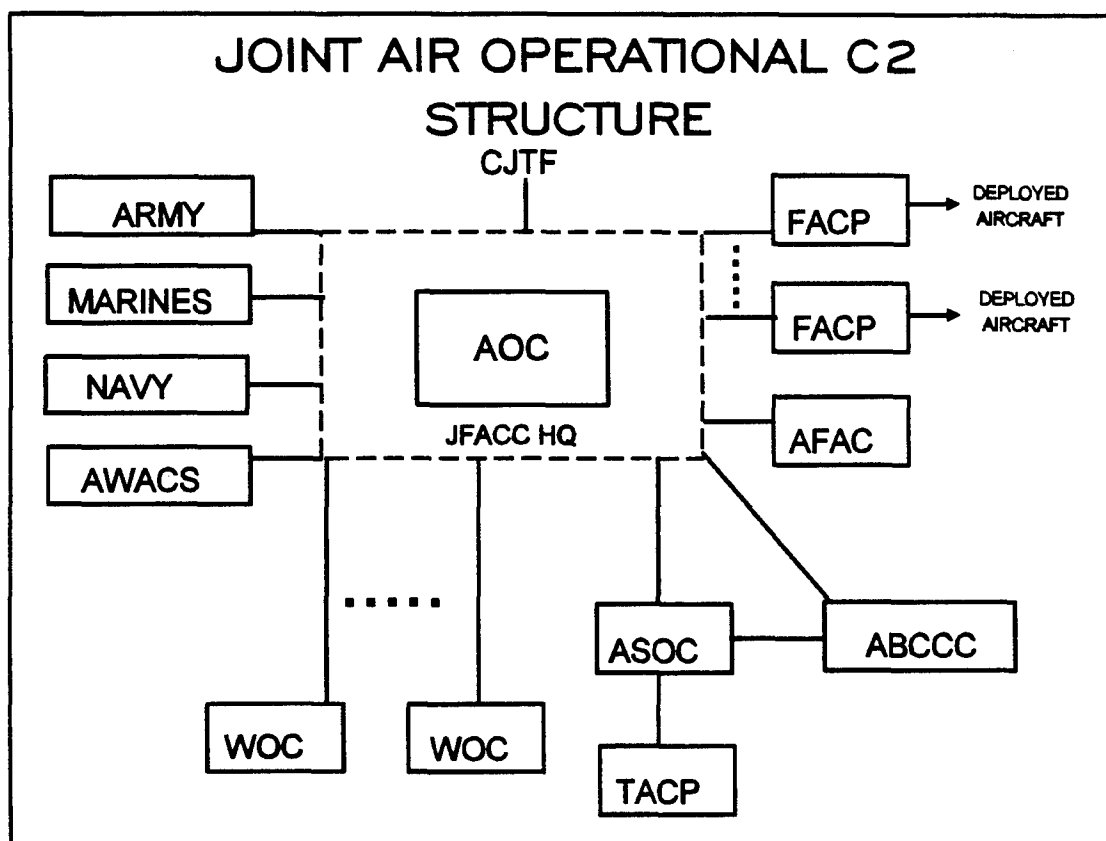 JOINT AIR OPERATIONAL C2
STRUCTURE
CJTF
ARMY
MARINES
NAVY
AWACS
AOC
JFACC HQ
FACP
DEPLOYED
AIRCRAFT
FACP
DEPLOYED
AIRCRAFT
AFAC
ASOC
ABCCC
WOC
WOC
TACP